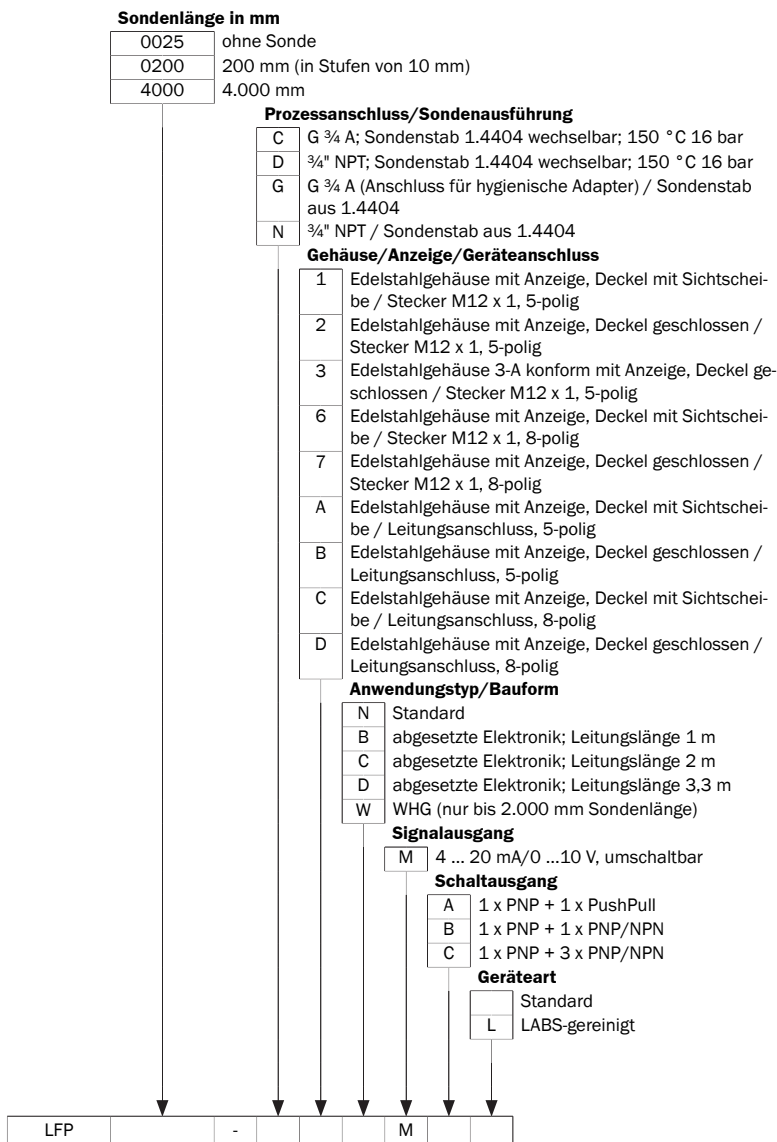 Sondenlänge in mm
0025 ohne Sonde
0200 200 mm (in Stufen von 10 mm)
4000 4.000 mm
Prozessanschluss/Sondenausführung
C G ¾ A; Sondenstab 1.4404 wechselbar; 150 °C 16 bar
D ¾" NPT; Sondenstab 1.4404 wechselbar; 150 °C 16 bar
G G ¾ A (Anschluss für hygienische Adapter) / Sondenstab
aus 1.4404
N ¾" NPT / Sondenstab aus 1.4404
Gehäuse/Anzeige/Geräteanschluss
1 Edelstahlgehäuse mit Anzeige, Deckel mit Sichtschei-
be / Stecker M12 x 1, 5-polig
2 Edelstahlgehäuse mit Anzeige, Deckel geschlossen /
Stecker M12 x 1, 5-polig
3 Edelstahlgehäuse 3-A konform mit Anzeige, Deckel ge-
schlossen / Stecker M12 x 1, 5-polig
6 Edelstahlgehäuse mit Anzeige, Deckel mit Sichtschei-
be / Stecker M12 x 1, 8-polig
7 Edelstahlgehäuse mit Anzeige, Deckel geschlossen /
Stecker M12 x 1, 8-polig
A Edelstahlgehäuse mit Anzeige, Deckel mit Sichtschei-
be / Leitungsanschluss, 5-polig
B Edelstahlgehäuse mit Anzeige, Deckel geschlossen /
Leitungsanschluss, 5-polig
C Edelstahlgehäuse mit Anzeige, Deckel mit Sichtschei-
be / Leitungsanschluss, 8-polig
D Edelstahlgehäuse mit Anzeige, Deckel geschlossen /
Leitungsanschluss, 8-polig
Anwendungstyp/Bauform
N Standard
B abgesetzte Elektronik; Leitungslänge 1 m
C abgesetzte Elektronik; Leitungslänge 2 m
D abgesetzte Elektronik; Leitungslänge 3,3 m
W WHG (nur bis 2.000 mm Sondenlänge)
Signalausgang
M 4 ... 20 mA/0 ...10 V, umschaltbar
Schaltausgang
A 1 x PNP + 1 x PushPull
B 1 x PNP + 1 x PNP/NPN
C 1 x PNP + 3 x PNP/NPN
Geräteart
Standard
L LABS-gereinigt
LFP - M